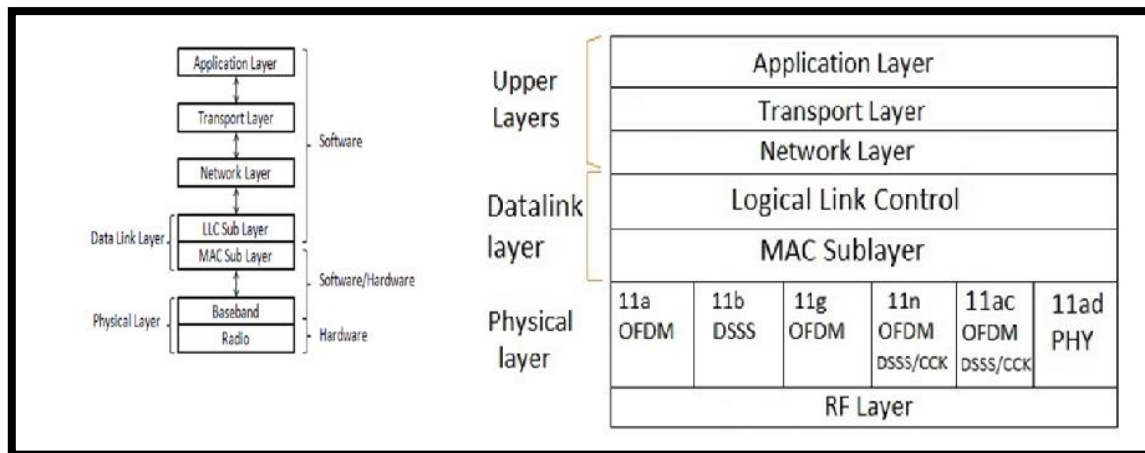 Application Layer
Transport Layer
Software
Network Layer
Data Link Layer
LLC Sub Layer
MAC Sub Layer
Software/Hardware
Physical Layer
Baseband
Radio
Hardware
Upper
Layers
Application Layer
Transport Layer
Network Layer
Datalink
layer
Logical Link Control
MAC Sublayer
Physical
layer
11a
OFDM
11b
DSSS
11g
OFDM
11n
OFDM
DSSS/CCK
11ac
OFDM
DSSS/CCK
11ad
PHY
RF Layer